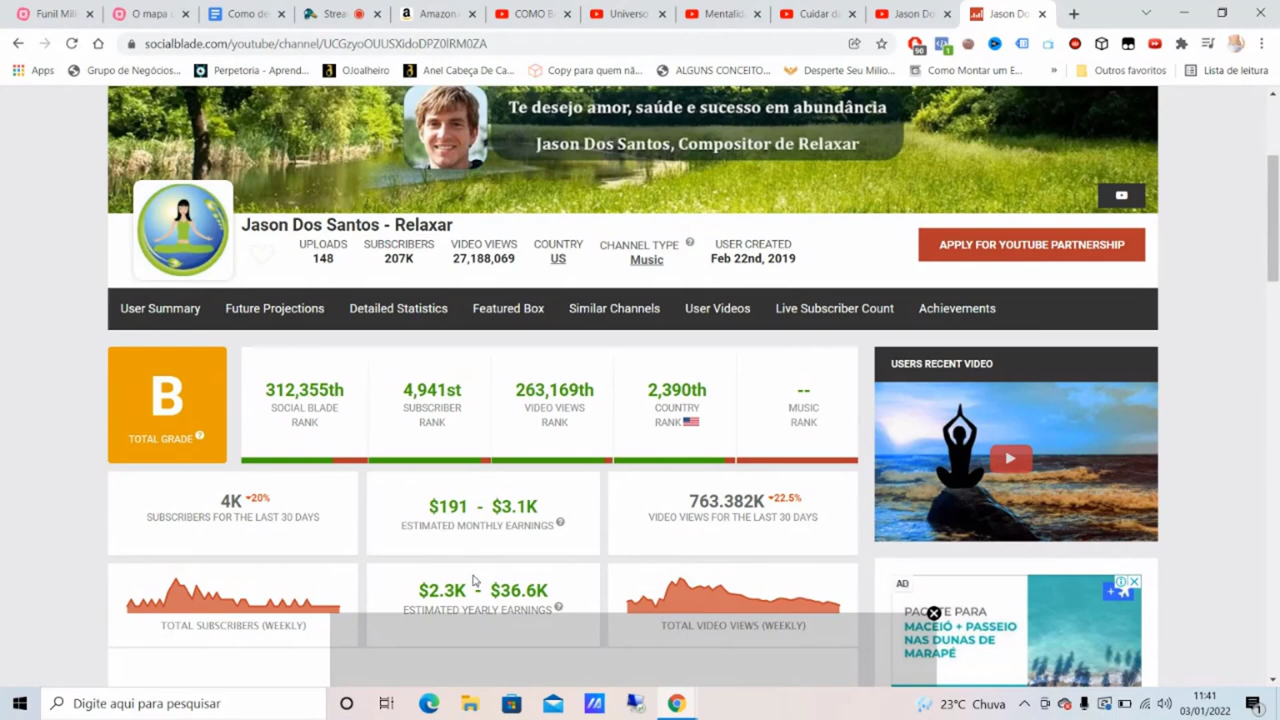 Funil Mili
O mapa d
Como de
Strea
Amazon.
COMO B
Universo
Mentalida
Cuidar da
Jason Do
Jason Do
socialblade.com/youtube/channel/UCGzyoOUUSXidoDPZ0lRM0ZA
Apps
Grupo de Negócios...
Perpetoria - Aprend...
OJoalheiro
Anel Cabeça De Ca...
Copy para quem nã...
ALGUNS CONCEITO...
Desperte Seu Milio...
Como Montar um E...
»
Outros favoritos
Lista de leitura
Te desejo amor, saúde e sucesso em abundância
Jason Dos Santos, Compositor de Relaxar
Jason Dos Santos - Relaxar
UPLOADS SUBSCRIBERS VIDEO VIEWS COUNTRY CHANNEL TYPE USER CREATED
148 207K 27,188,069 US Music Feb 22nd, 2019
APPLY FOR YOUTUBE PARTNERSHIP
User Summary Future Projections Detailed Statistics Featured Box Similar Channels User Videos Live Subscriber Count Achievements
B
TOTAL GRADE
312,355th
SOCIAL BLADE
RANK
4,941st
SUBSCRIBER
RANK
263,169th
VIDEO VIEWS
RANK
2,390th
COUNTRY
RANK
--
MUSIC
RANK
USERS RECENT VIDEO
4K 20%
SUBSCRIBERS FOR THE LAST 30 DAYS
$191 - $3.1K
ESTIMATED MONTHLY EARNINGS
763.382K 22.5%
VIDEO VIEWS FOR THE LAST 30 DAYS
TOTAL SUBSCRIBERS (WEEKLY)
$2.3K - $36.6K
ESTIMATED YEARLY EARNINGS
TOTAL VIDEO VIEWS (WEEKLY)
AD
PACOTE PARA
MACEIÓ + PASSEIO
NAS DUNAS DE
MARAPÉ
Digite aqui para pesquisar
23°C Chuva
11:41
03/01/2022